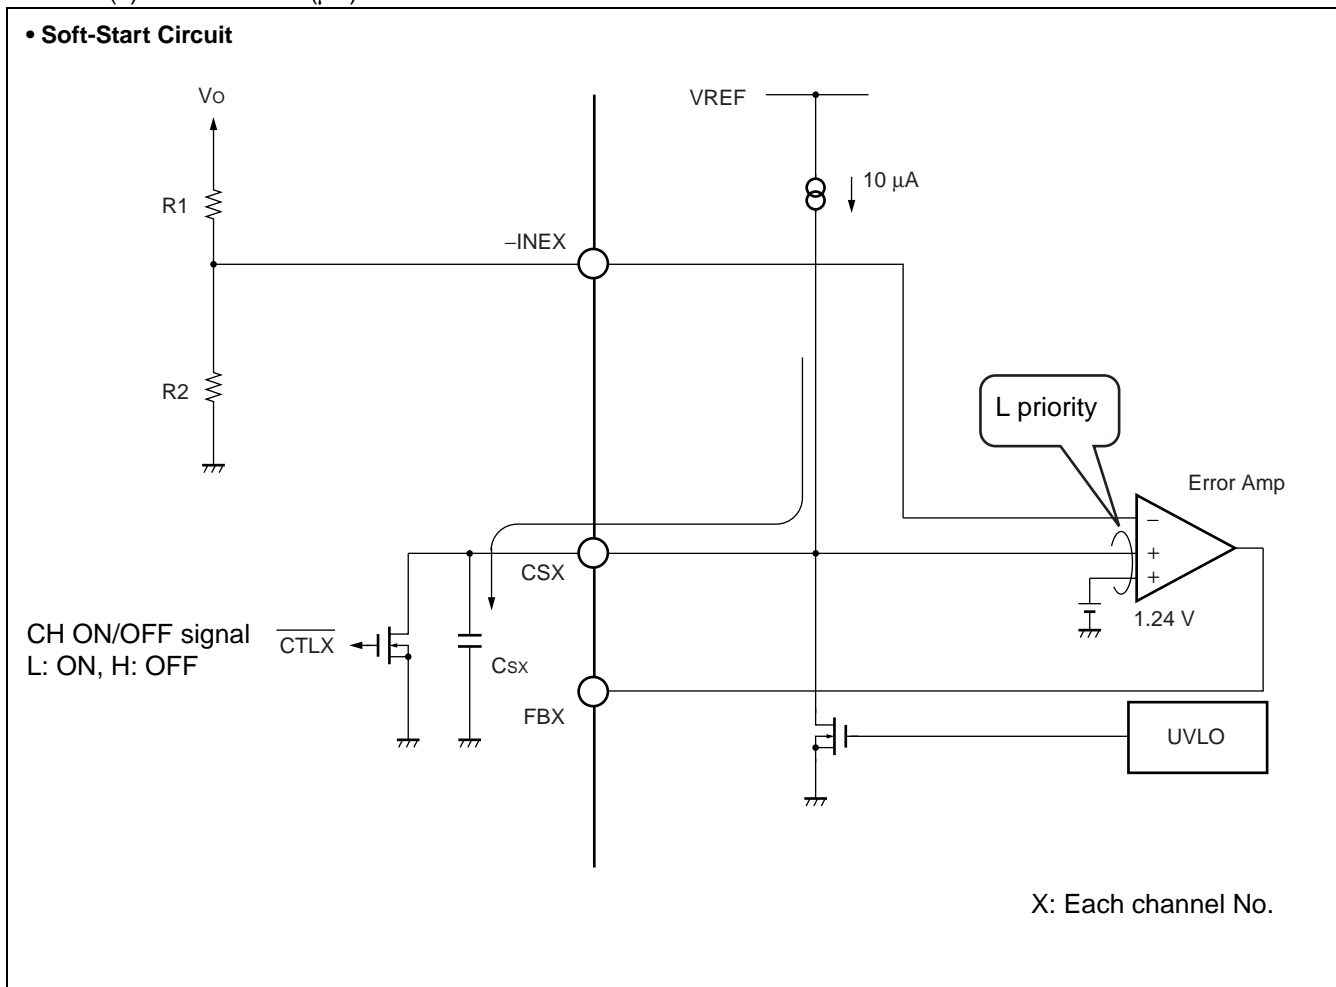 • Soft-Start Circuit
VO
VREF
10 μA
R1
−INEX
R2
L priority
Error Amp
−
+
+
CSX
1.24 V
CH ON/OFF signal
L: ON, H: OFF
CTLX
CSX
FBX
UVLO
X: Each channel No.